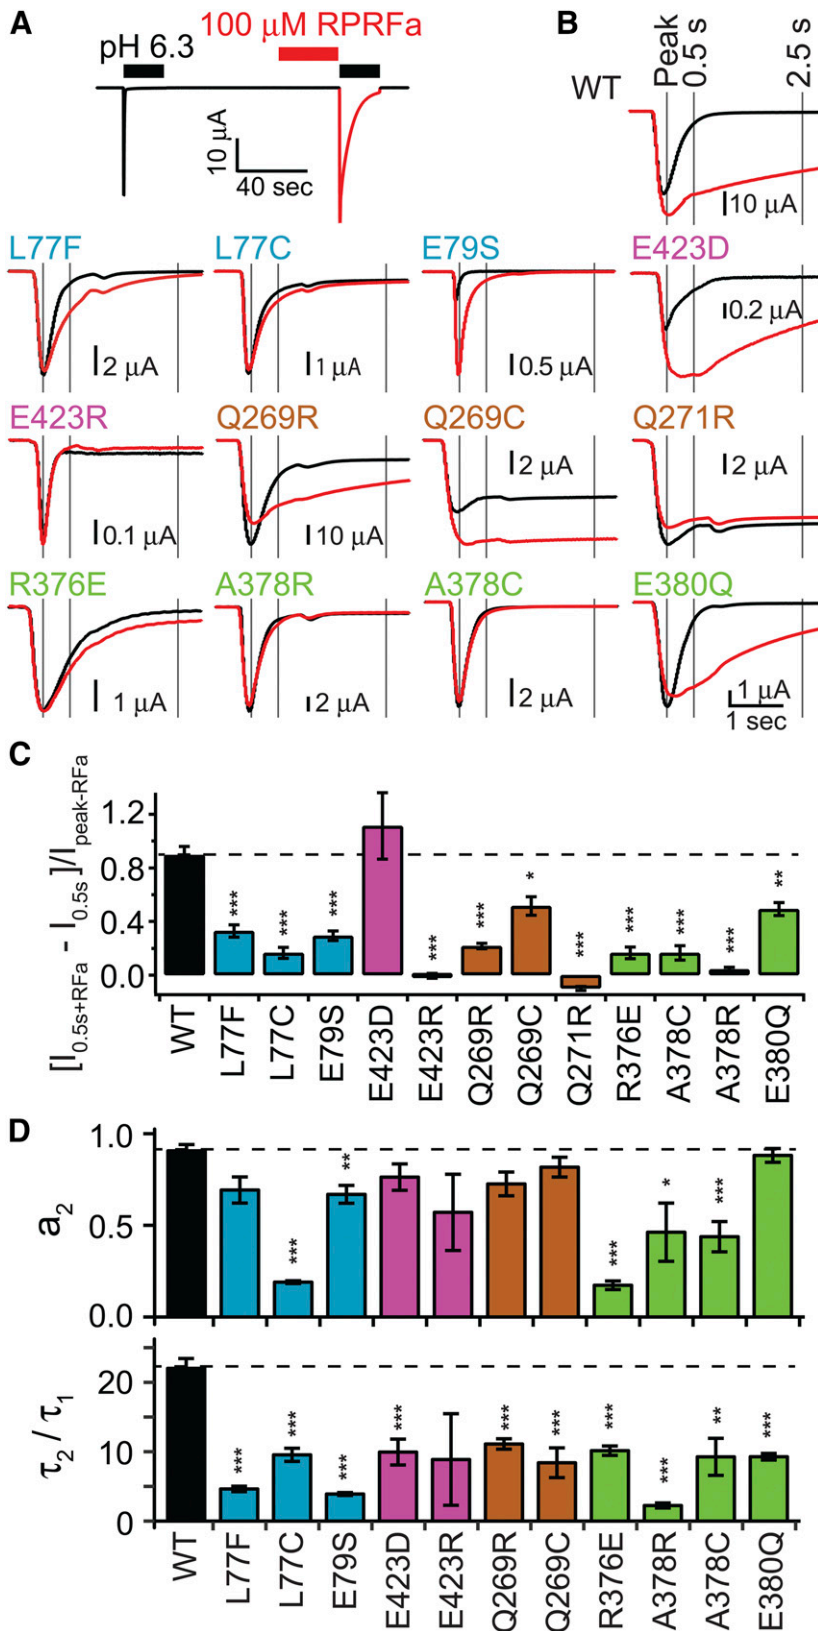 A
100 µM RPRFa
pH 6.3
10 µA
40 sec
B
Peak
0.5 s
2.5 s
WT
10 µA
L77F
2 µA
L77C
1 µA
E79S
0.5 µA
E423D
0.2 µA
E423R
0.1 µA
Q269R
10 µA
Q269C
2 µA
Q271R
2 µA
R376E
1 µA
A378R
2 µA
A378C
2 µA
E380Q
1 µA
1 sec
C
[I0.5s+RFa - I0.5s]/Ipeak-RFa
1.2
0.8
0.4
0.0
***
***
***
***
***
*
***
***
***
***
**
WT
L77F
L77C
E79S
E423D
E423R
Q269R
Q269C
Q271R
R376E
A378C
A378R
E380Q
D
a2
1.0
0.5
0.0
***
**
***
*
***
τ2 / τ1
20
10
0
***
***
***
***
***
***
***
***
**
***
WT
L77F
L77C
E79S
E423D
E423R
Q269R
Q269C
R376E
A378R
A378C
E380Q